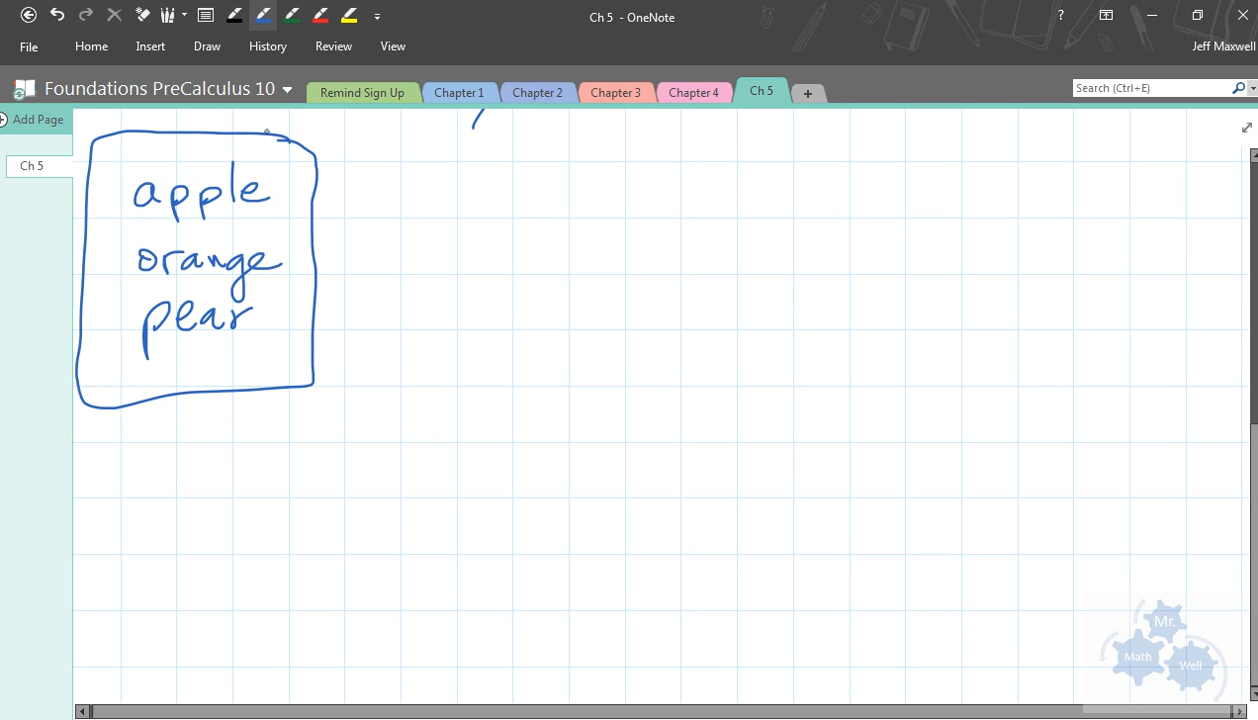 Ch 5 - OneNote
?
File
Home
Insert
Draw
History
Review
View
Jeff Maxwell
Foundations PreCalculus 10
Remind Sign Up
Chapter 1
Chapter 2
Chapter 3
Chapter 4
Ch 5
Search (Ctrl+E)
Add Page
Ch 5
apple
orange
pear
Mr.
Math
Well